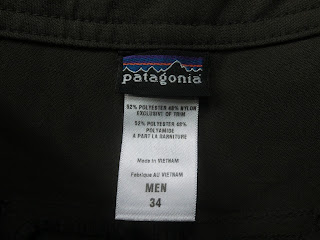 patagonia
52% POLYESTER 48% NYLON
EXCLUSIVE OF TRIM
52% POLYESTER 48%
POLYAMIDE
A PART LA GARNITURE
Made in VIETNAM
Fabriqué AU VIETNAM
MEN
34